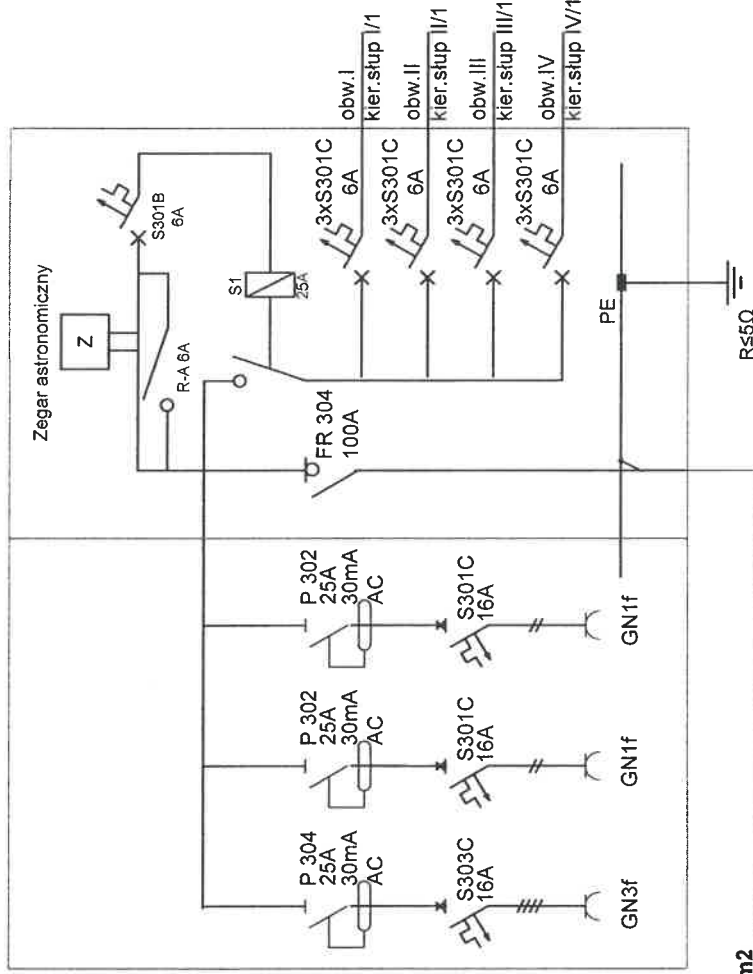 Zegar astronomiczny
Z
R-A 6A
S301B
6A
S1
25A
FR 304
100A
3xS301C
6A
obw.I
kier.słup I/1
3xS301C
6A
obw.II
kier.słup II/1
3xS301C
6A
obw.III
kier.słup III/1
3xS301C
6A
obw.IV
kier.słup IV/1
PE
R≤5Ω
P 304
25A
30mA
AC
S303C
16A
GN3f
P 302
25A
30mA
AC
S301C
16A
GN1f
P 302
25A
30mA
AC
S301C
16A
GN1f
m2